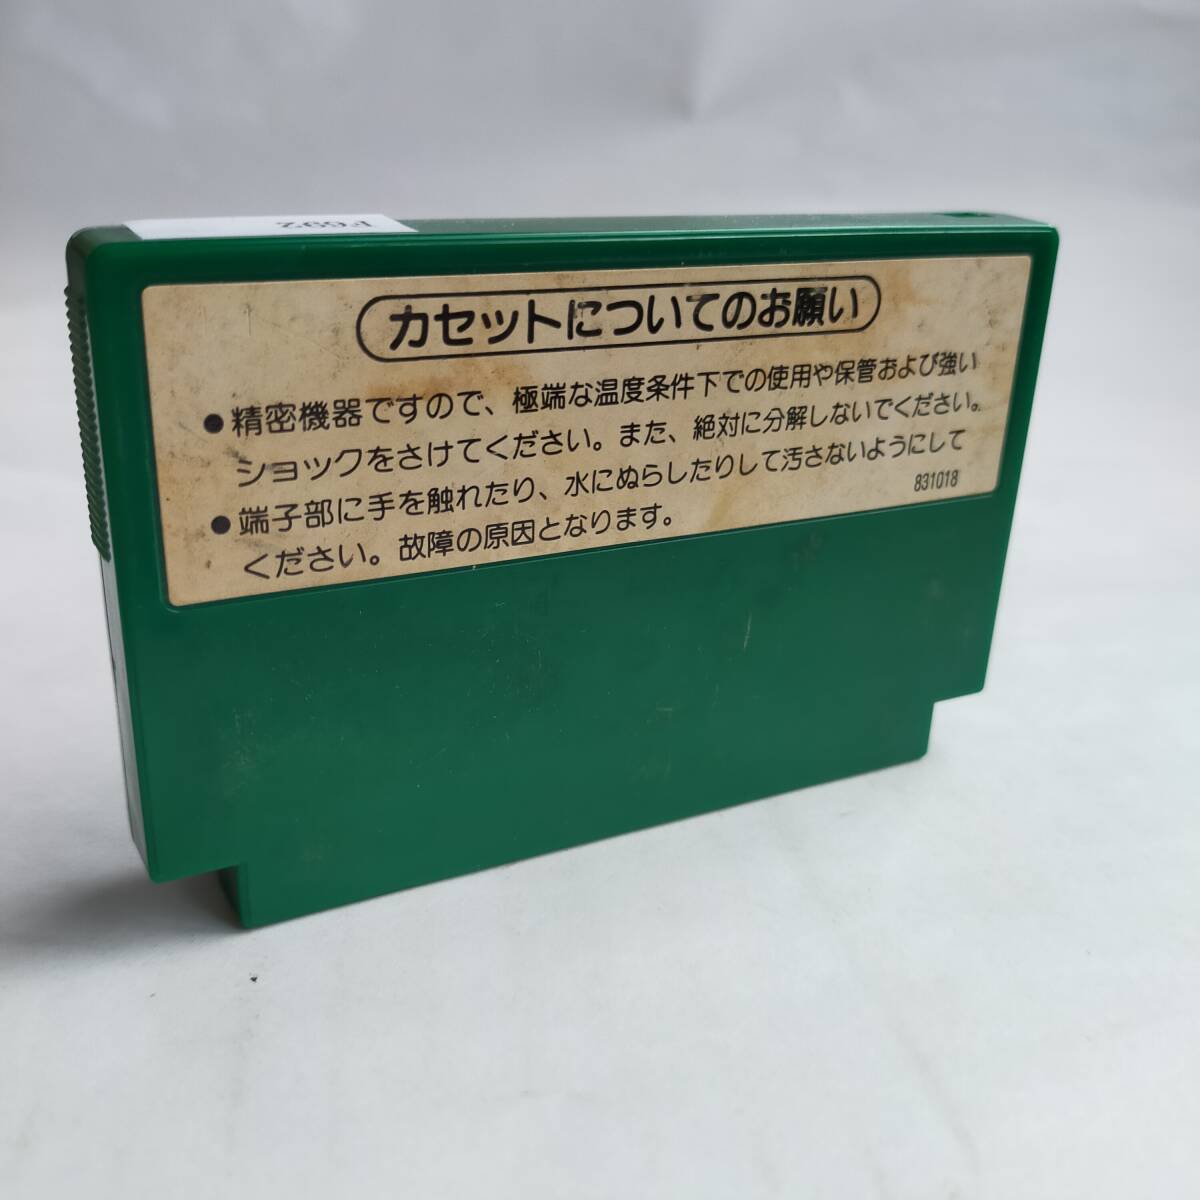 F692
カセットについてのお願い
●精密機器ですので、極端な温度条件下での使用や保管および強い
ショックをさけてください。また、絶対に分解しないでください。
●端子部に手を触れたり、水にぬらしたりして汚さないようにして
ください。故障の原因となります。
831018